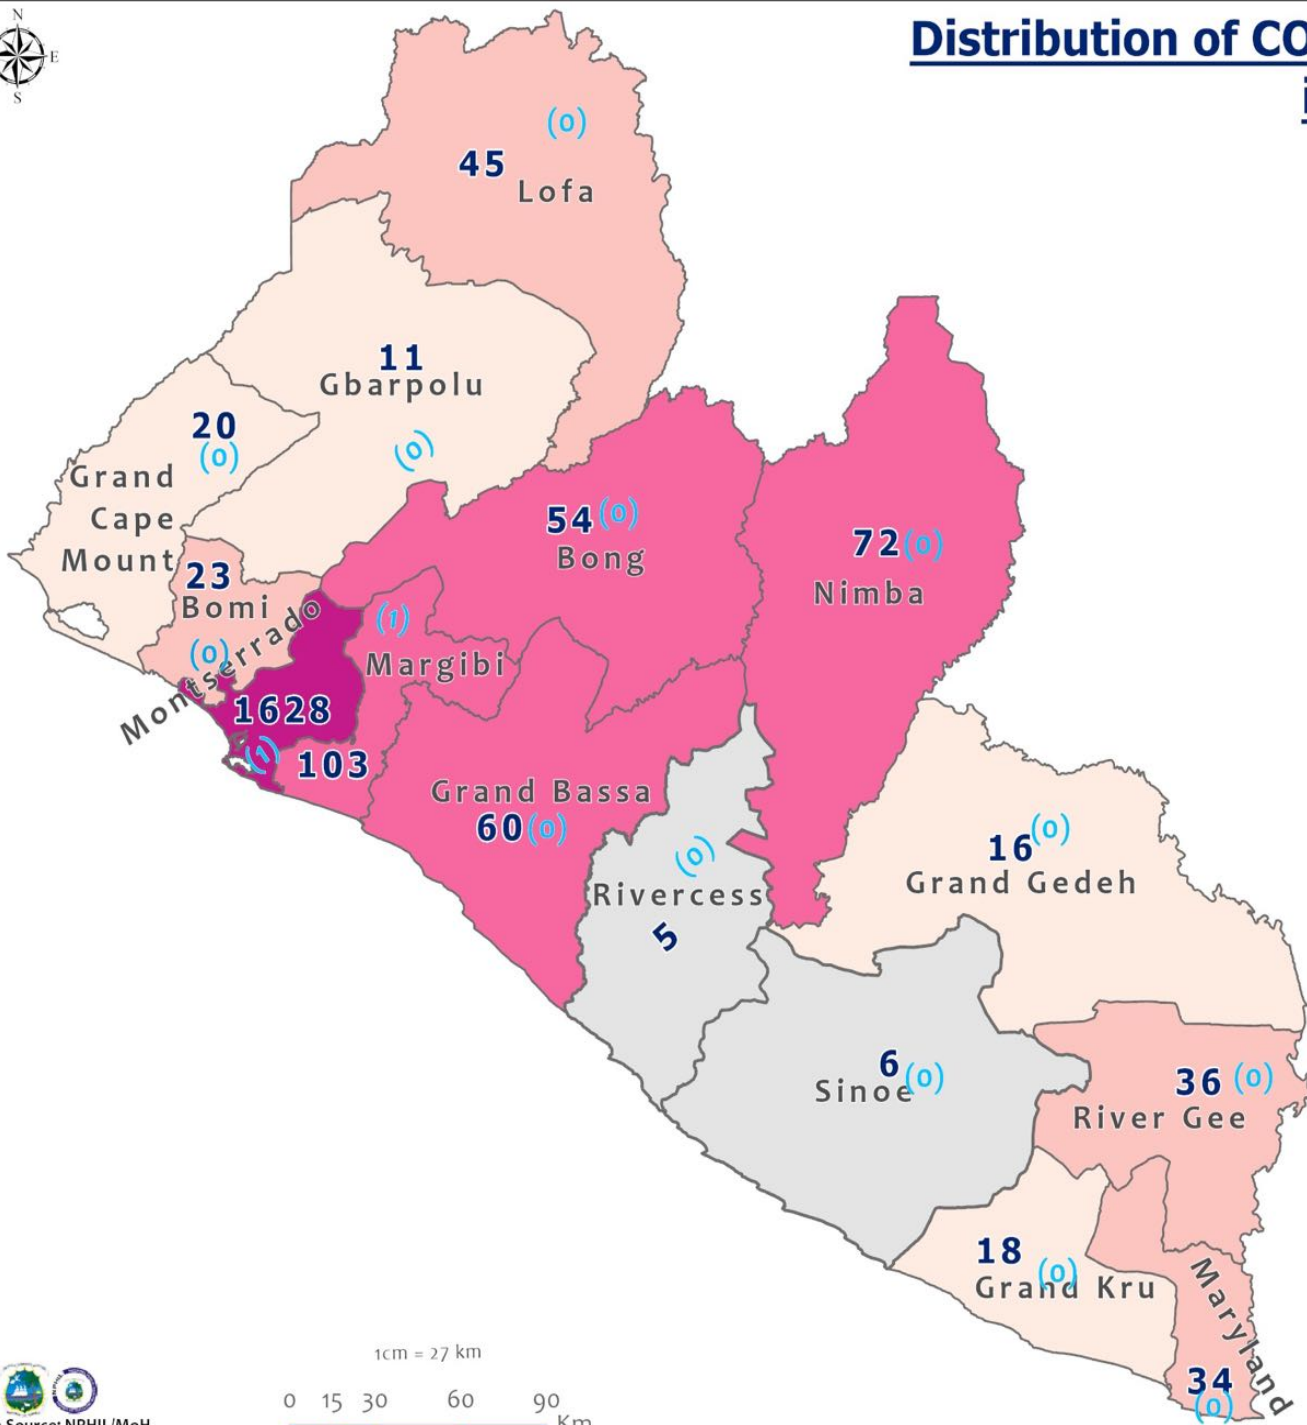 N
E
S
Distribution of CO
i
(0)
45
Lofa
11
Gbarpolu
(0)
20
(0)
Grand
Cape
Mount
54 (0)
Bong
72 (0)
Nimba
23
Bomi
(0)
Montserrado
1628
(1)
(1)
Margibi
103
Grand Bassa
60 (0)
(0)
Rivercess
5
16 (0)
Grand Gedeh
6 (0)
Sinoe
36 (0)
River Gee
18 (0)
Grand Kru
Maryland
34
(0)
1cm = 27 km
0 15 30 60 90
Km
Source: NPHIL/MoH